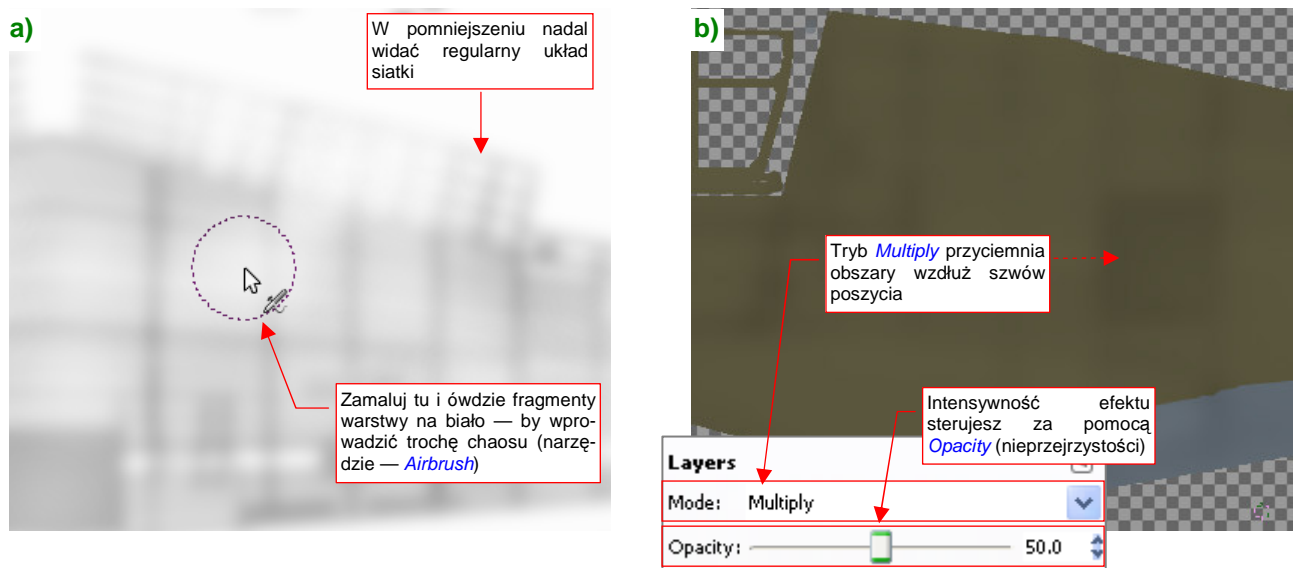 a)
W pomniejszeniu nadal
widać regularny układ
siatki
Zamaluj tu i ówdzie fragmenty
warstwy na biało — by wpro-
wadzić trochę chaosu (narzę-
dzie — Airbrush)
b)
Tryb Multiply przyciemnia
obszary wzdłuż szwów
poszycia
Intensywność efektu
sterujesz za pomocą
Opacity (nieprzejrzystości)
Layers
Mode: Multiply
Opacity: 50.0